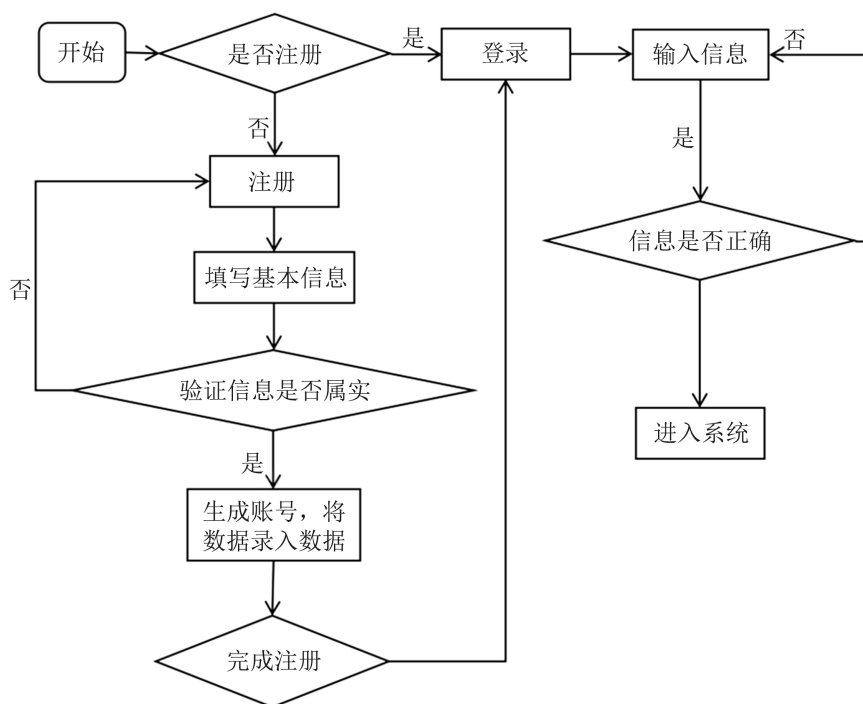 开始
是否注册
是
登录
输入信息
否
否
注册
是
信息是否正确
填写基本信息
否
验证信息是否属实
进入系统
是
生成账号，将
数据录入数据
完成注册